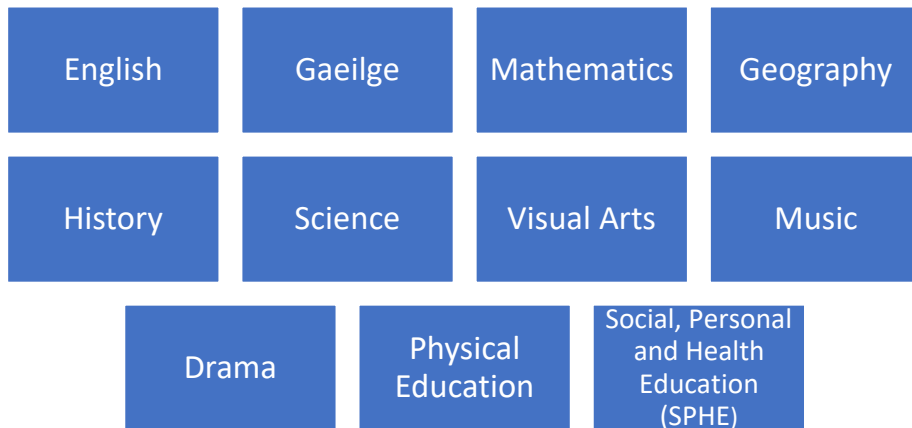 English
Gaeilge
Mathematics
Geography
History
Science
Visual Arts
Music
Drama
Physical
Education
Social, Personal
and Health
Education
(SPHE)